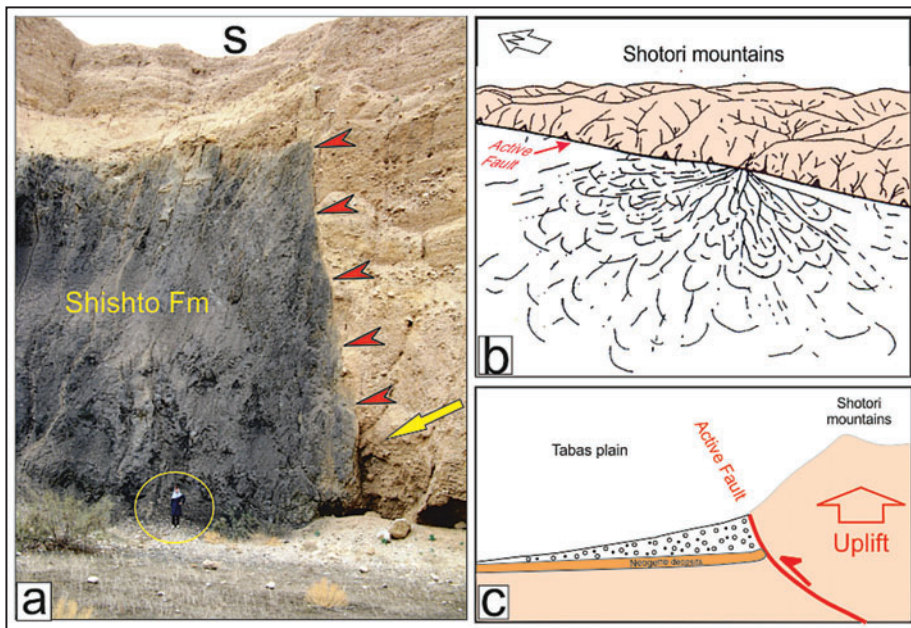 S
Shishto Fm
a
Shotori mountains
Active
Fault
b
Shotori
mountains
Tabas plain
Active Fault
Uplift
Neogene deposits
c